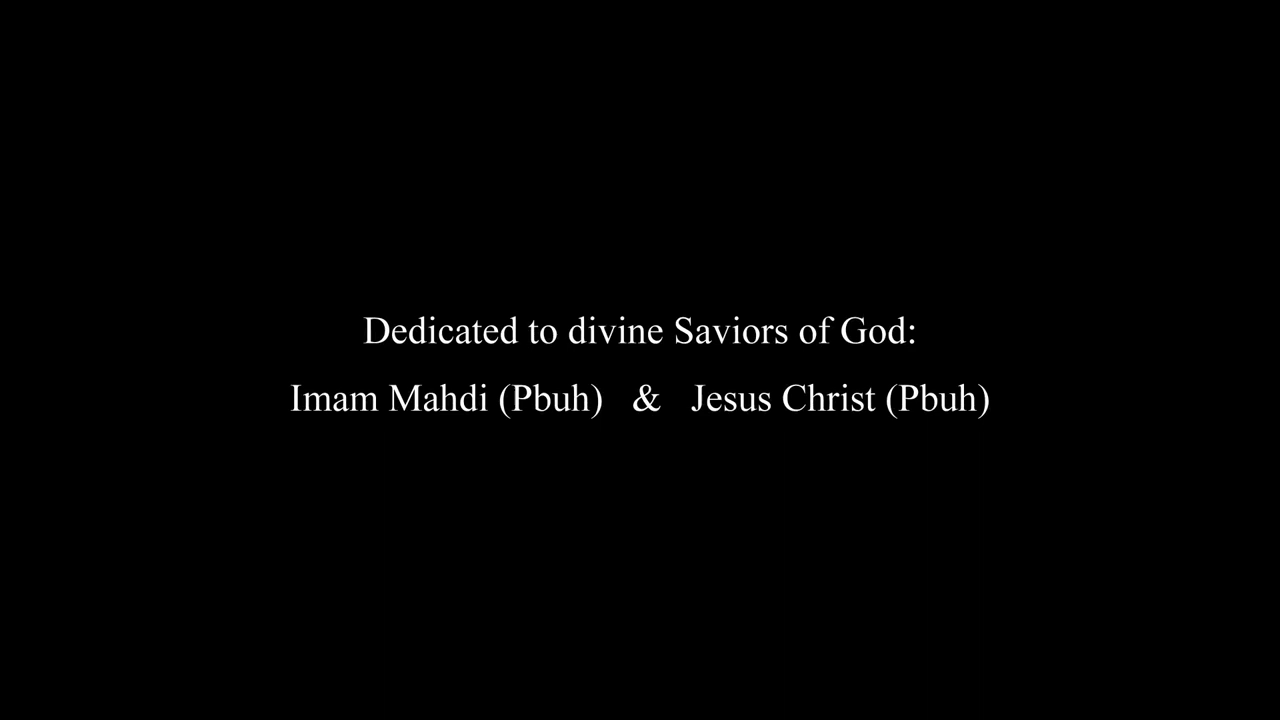 Dedicated to divine Saviors of God:
Imam Mahdi (Pbuh) & Jesus Christ (Pbuh)